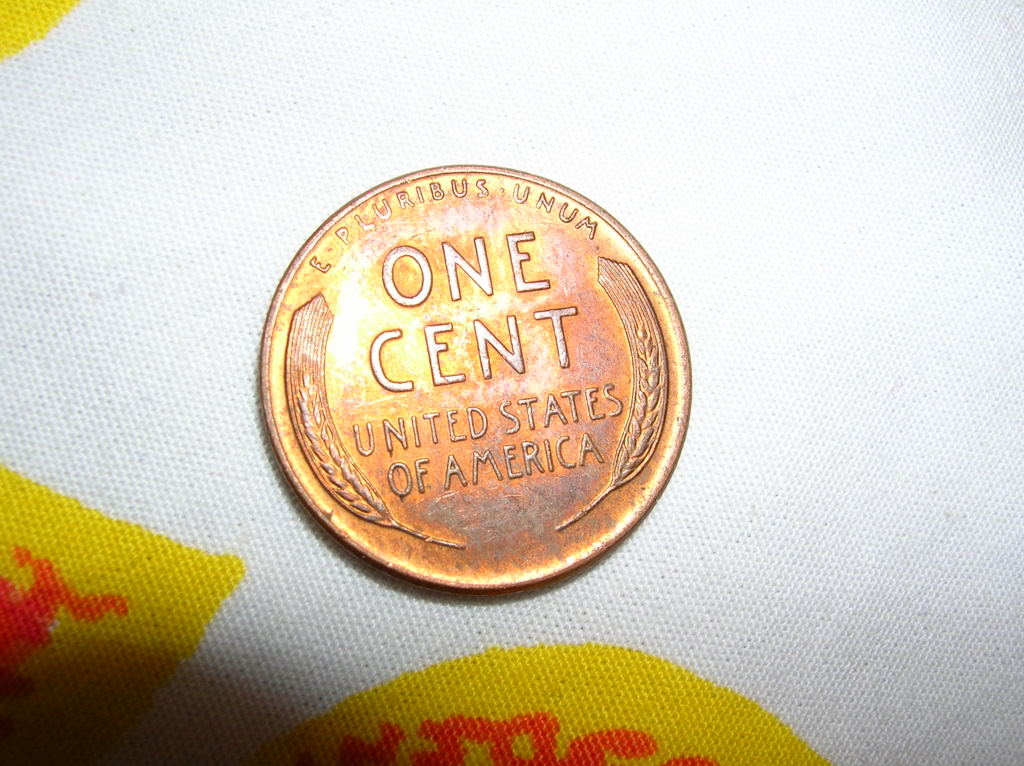 E·PLURIBUS·UNUM
ONE
CENT
UNITED STATES
OF AMERICA